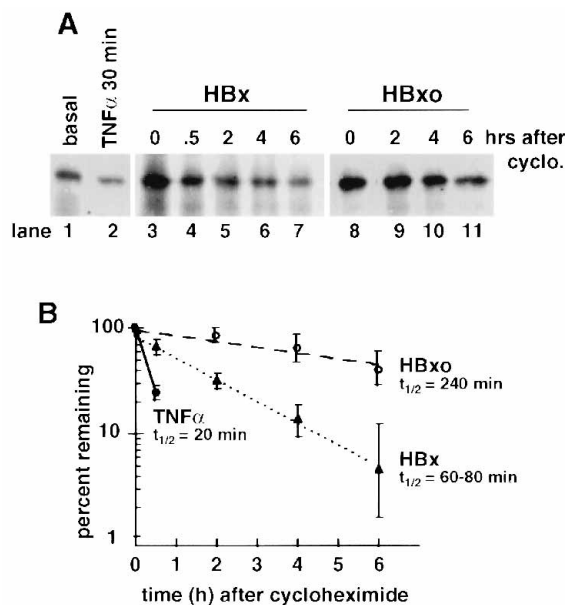 A
basal
TNFα 30 min
HBx
HBxo
0 .5 2 4 6
0 2 4 6 hrs after
cyclo.
lane 1 2 3 4 5 6 7 8 9 10 11
B
percent remaining
100
10
1
TNFα
t1/2 = 20 min
HBxo
t1/2 = 240 min
HBx
t1/2 = 60-80 min
0 1 2 3 4 5 6
time (h) after cycloheximide